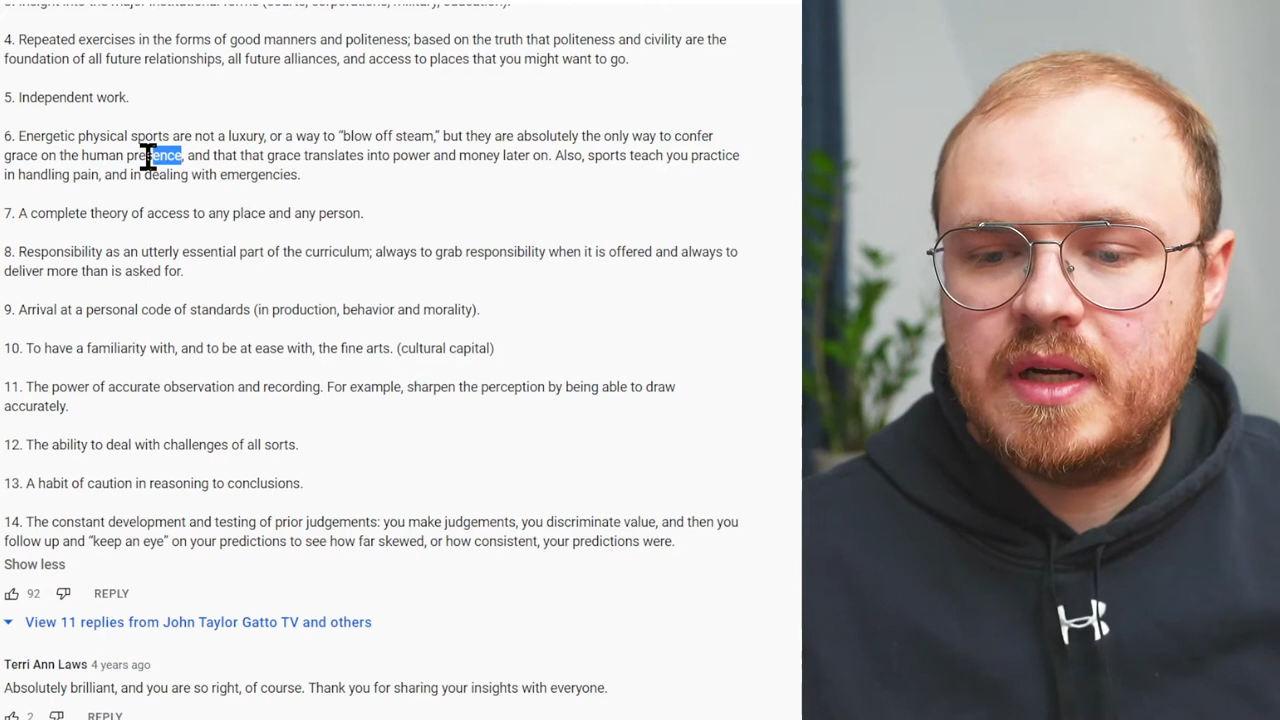 4. Repeated exercises in the forms of good manners and politeness; based on the truth that politeness and civility are the
foundation of all future relationships, all future alliances, and access to places that you might want to go.
5. Independent work.
6. Energetic physical sports are not a luxury, or a way to “blow off steam,” but they are absolutely the only way to confer
grace on the human presence, and that that grace translates into power and money later on. Also, sports teach you practice
in handling pain, and in dealing with emergencies.
7. A complete theory of access to any place and any person.
8. Responsibility as an utterly essential part of the curriculum; always to grab responsibility when it is offered and always to
deliver more than is asked for.
9. Arrival at a personal code of standards (in production, behavior and morality).
10. To have a familiarity with, and to be at ease with, the fine arts. (cultural capital)
11. The power of accurate observation and recording. For example, sharpen the perception by being able to draw
accurately.
12. The ability to deal with challenges of all sorts.
13. A habit of caution in reasoning to conclusions.
14. The constant development and testing of prior judgements: you make judgements, you discriminate value, and then you
follow up and “keep an eye” on your predictions to see how far skewed, or how consistent, your predictions were.
Show less
92 REPLY
View 11 replies from John Taylor Gatto TV and others
Terri Ann Laws 4 years ago
Absolutely brilliant, and you are so right, of course. Thank you for sharing your insights with everyone.
2 REPLY